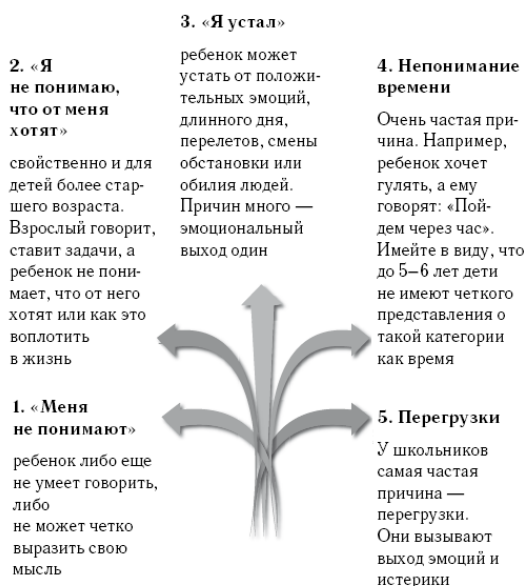 3. «Я устал»
ребенок может
устать от положи-
тельных эмоций,
длинного дня,
перелетов, смены
обстановки или
обилия людей.
Причин много —
эмоциональный
выход один
2. «Я
не понимаю,
что от меня
хотят»
свойственно и для
детей более стар-
шего возраста.
Взрослый говорит,
ставит задачи, а
ребенок не пони-
мает, что от него
хотят или как это
воплотить
в жизнь
4. Непонимание
времени
Очень частая при-
чина. Например,
ребенок хочет
гулять, а ему
говорят: «Пой-
дем через час».
Имейте в виду, что
до 5–6 лет дети
не имеют четкого
представления о
такой категории
как время
1. «Меня
не понимают»
ребенок либо еще
не умеет говорить,
либо
не может четко
выразить свою
мысль
5. Перегрузки
У школьников
самая частая
причина —
перегрузки.
Они вызывают
выход эмоций и
истерики